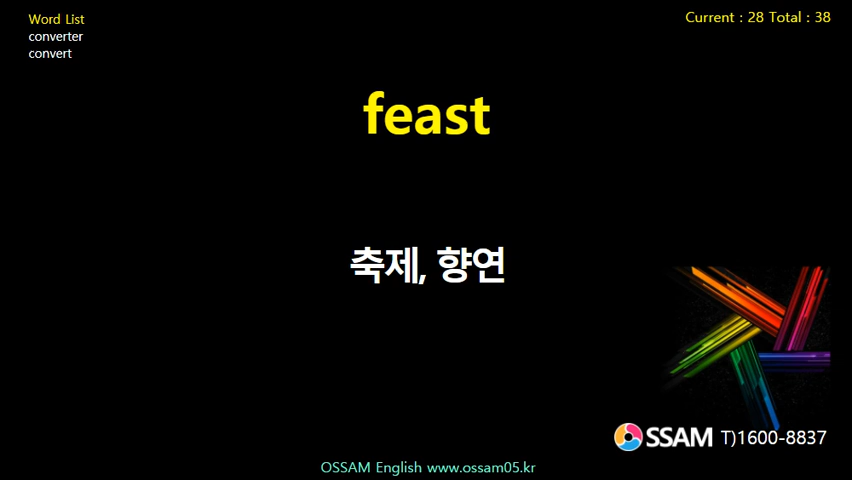 Word List
converter
convert
Current : 28 Total : 38
feast
축제, 향연
OSSAM T)1600-8837
OSSAM English www.ossam05.kr